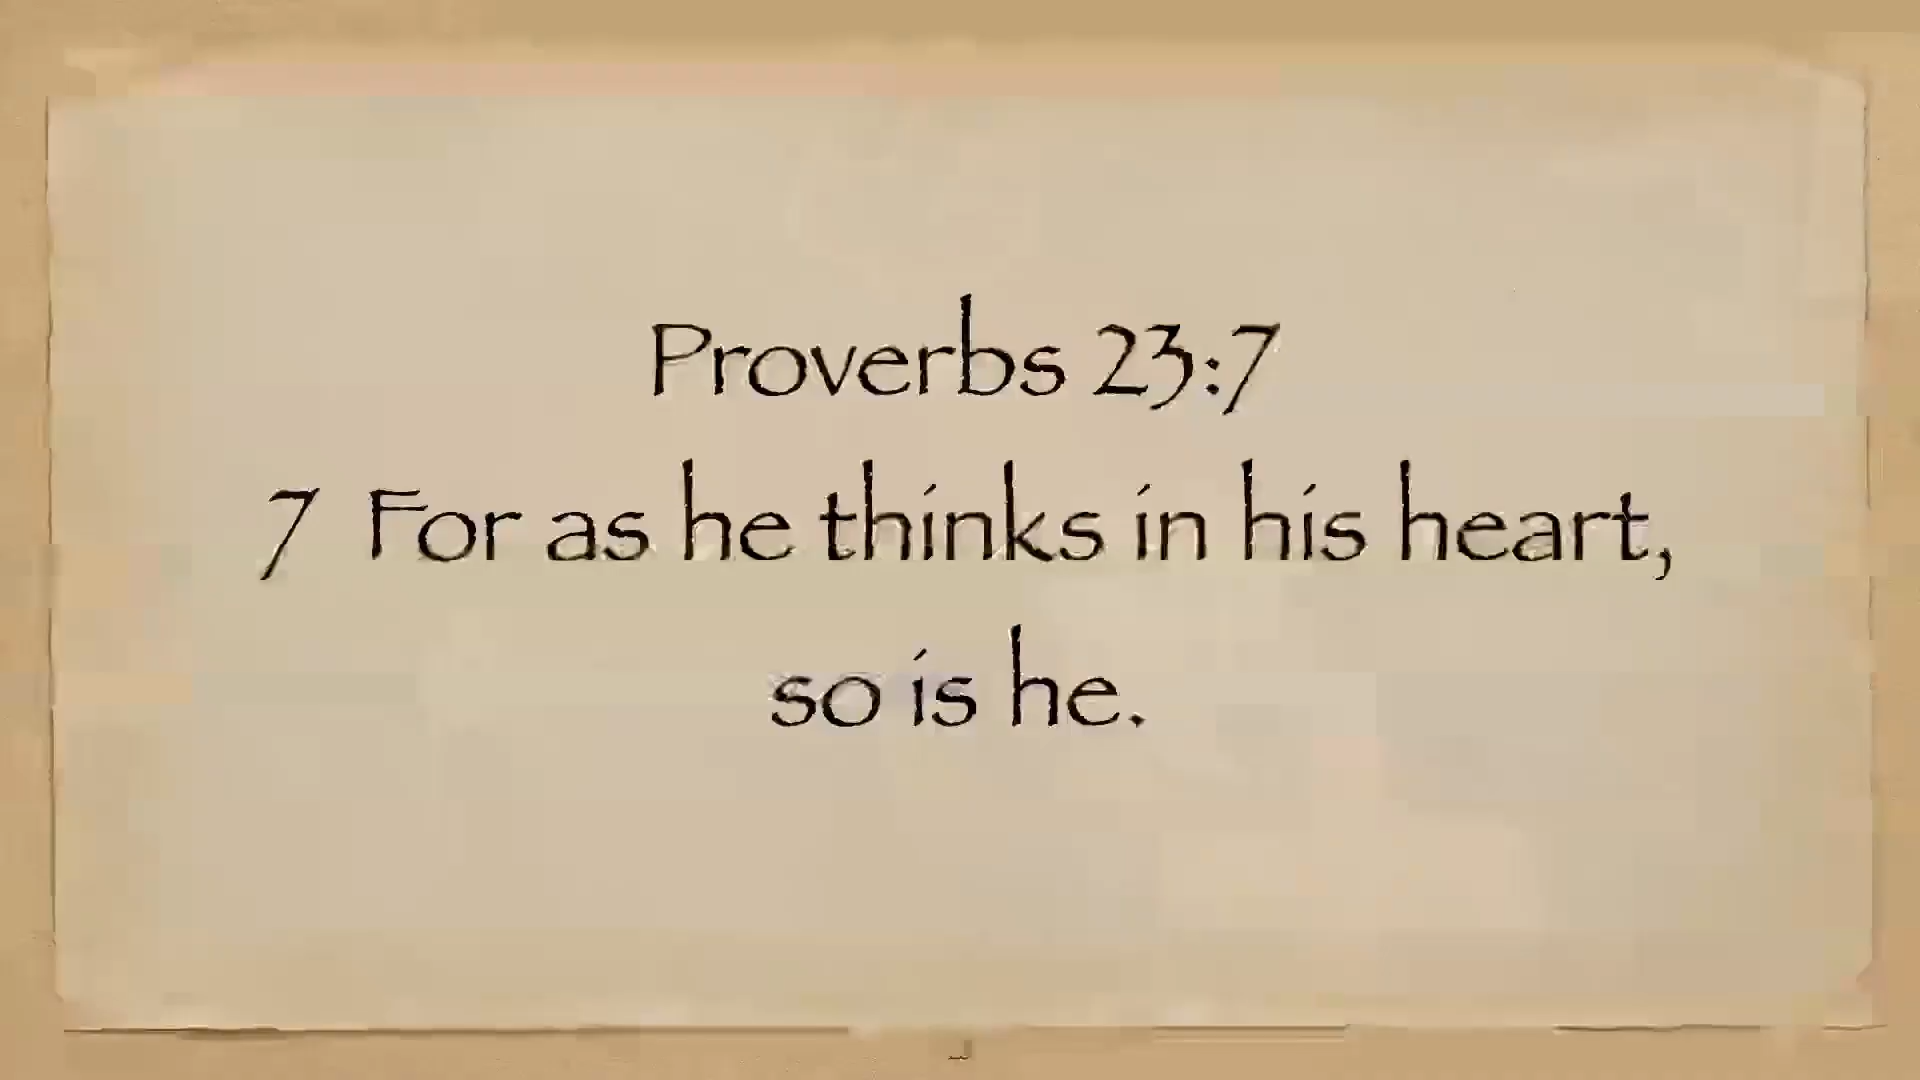 Proverbs 23:7
7 For as he thinks in his heart,
so is he.